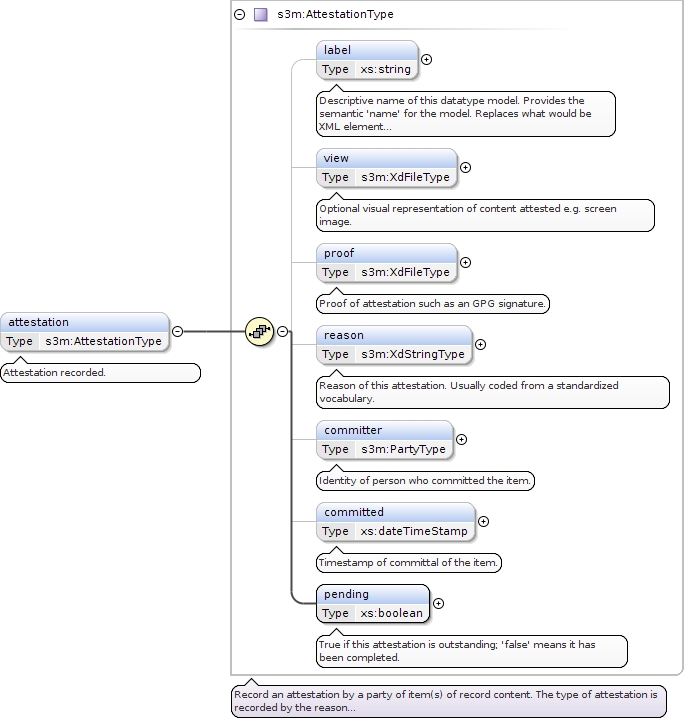 s3m:AttestationType
label
Type xs:string
Descriptive name of this datatype model. Provides the
semantic 'name' for the model. Replaces what would be
XML element...
view
Type s3m:XdFileType
Optional visual representation of content attested e.g. screen
image.
proof
Type s3m:XdFileType
Proof of attestation such as an GPG signature.
attestation
Type s3m:AttestationType
Attestation recorded.
reason
Type s3m:XdStringType
Reason of this attestation. Usually coded from a standardized
vocabulary.
committer
Type s3m:PartyType
Identity of person who committed the item.
committed
Type xs:dateTimeStamp
Timestamp of committal of the item.
pending
Type xs:boolean
True if this attestation is outstanding; 'false' means it has
been completed.
Record an attestation by a party of item(s) of record content. The type of attestation is
recorded by the reason...